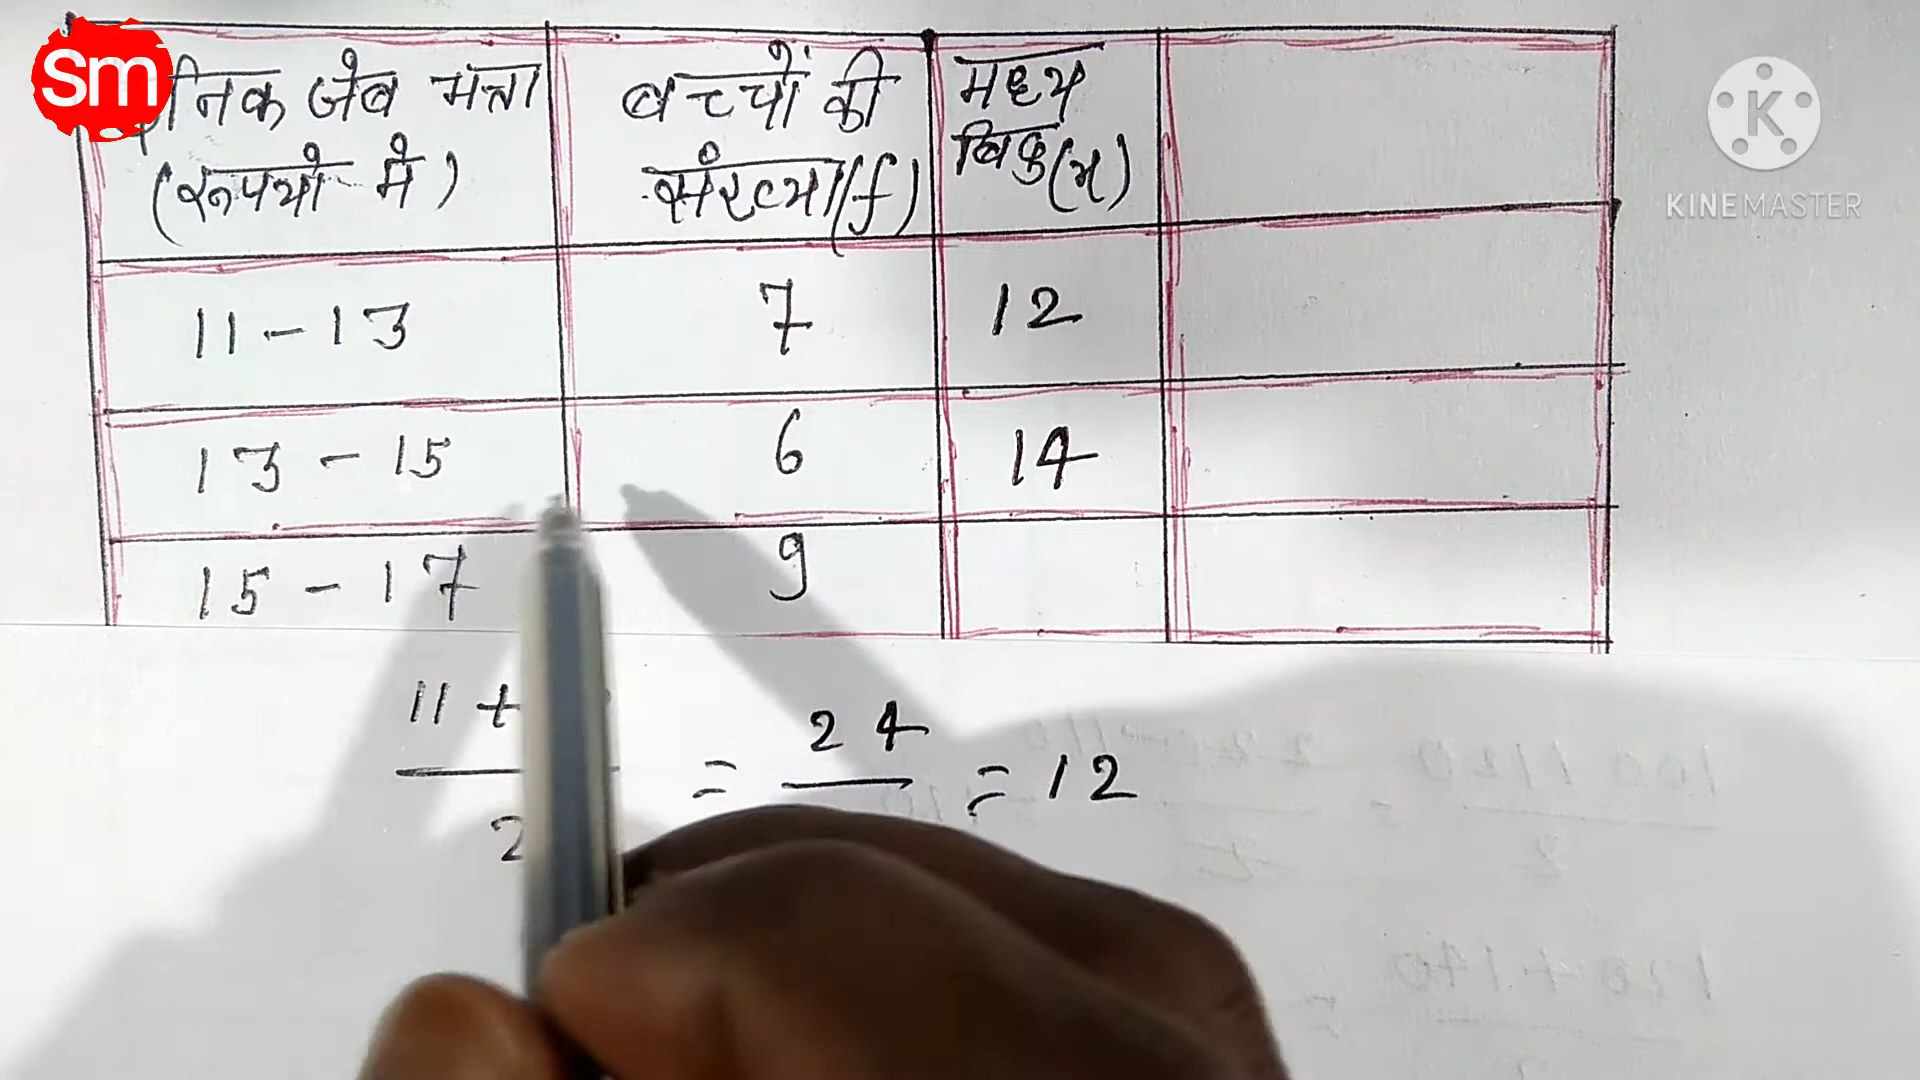 Sm
दैनिक जेब भत्ता
(रूपयो मे)
बच्चों की
संख्या(f)
मध्य
बिंदु(x)
K
KINEMASTER
11 - 13 7 12
13 - 15 6 14
15 - 17 9
11 +
2
= 24 = 12